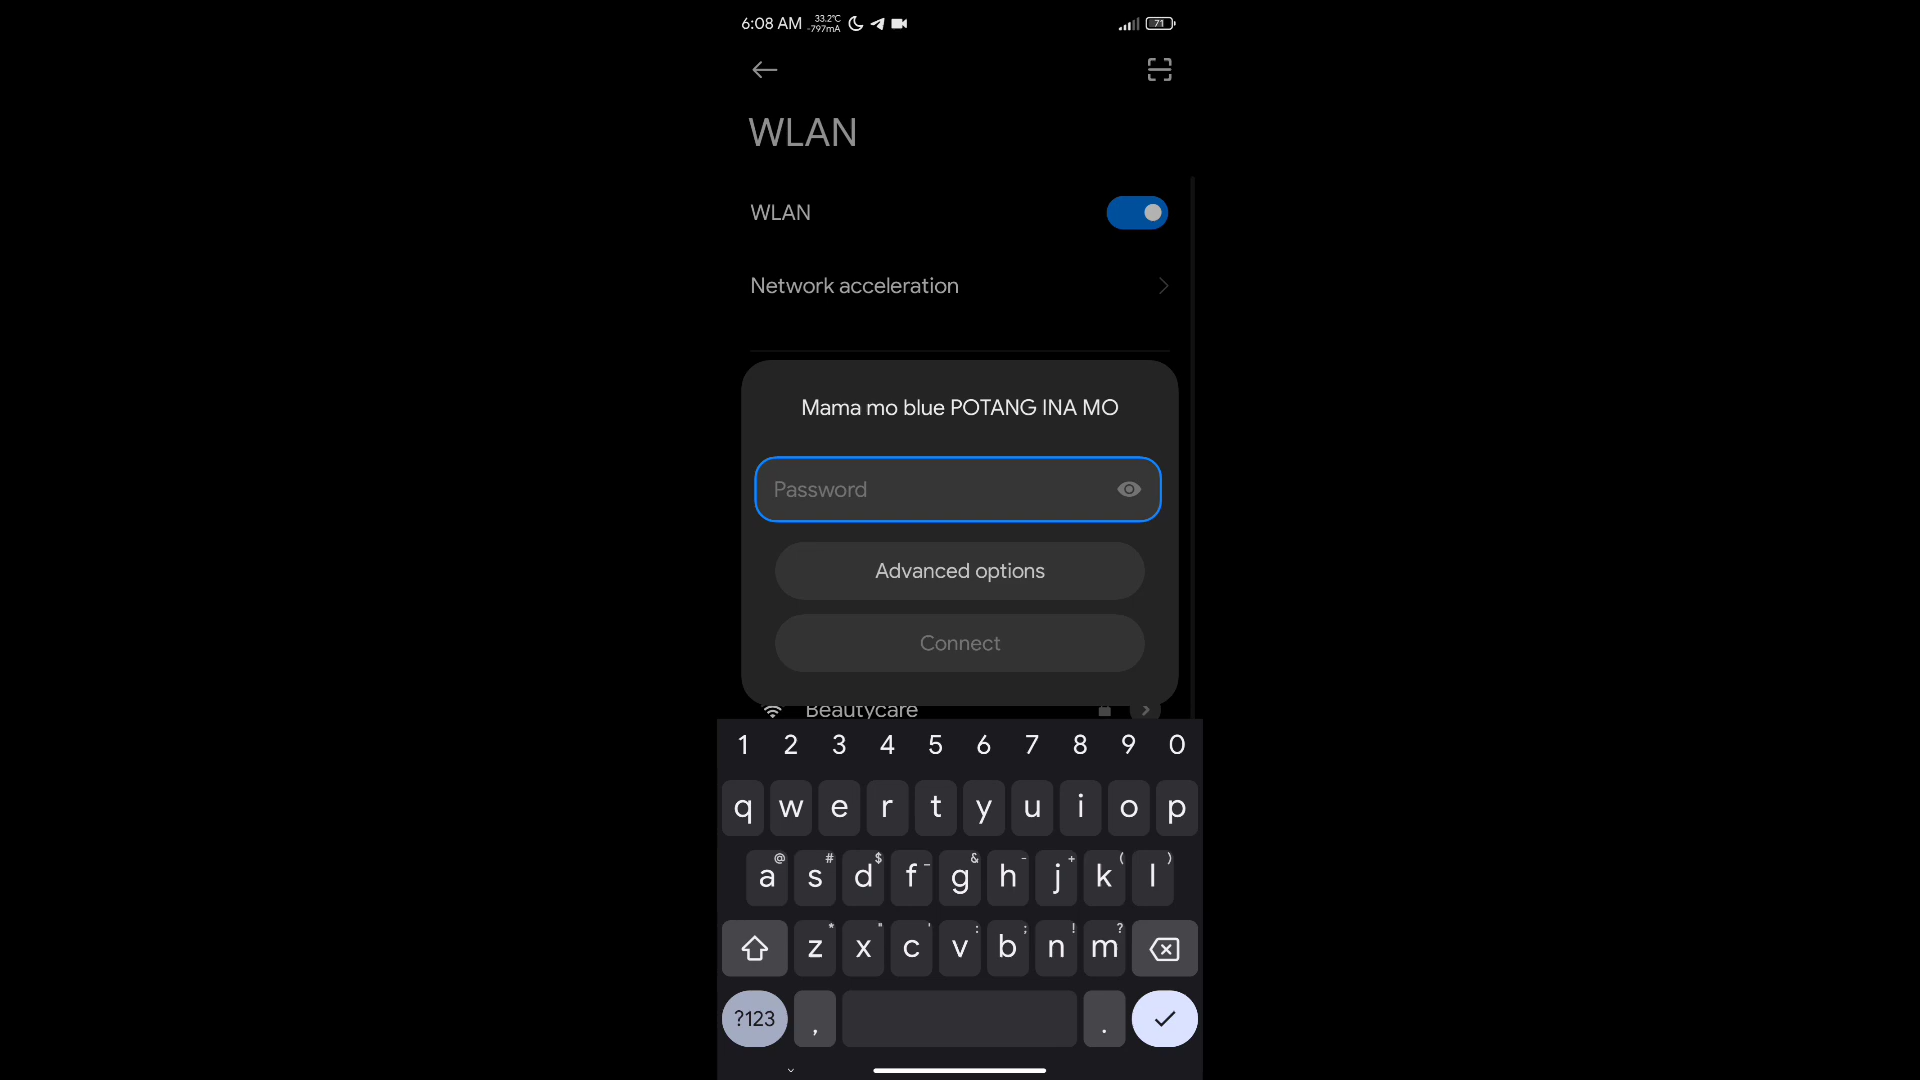 6:08 AM 33.2°C -797mA 71
WLAN
WLAN
Network acceleration
Mama mo blue POTANG INA MO
Password
Advanced options
Connect
Beautycare
1 2 3 4 5 6 7 8 9 0
q w e r t y u i o p
@ # $ _ & - + ( )
a s d f g h j k l
* " ' : ; ! ?
z x c v b n m
?123 , .